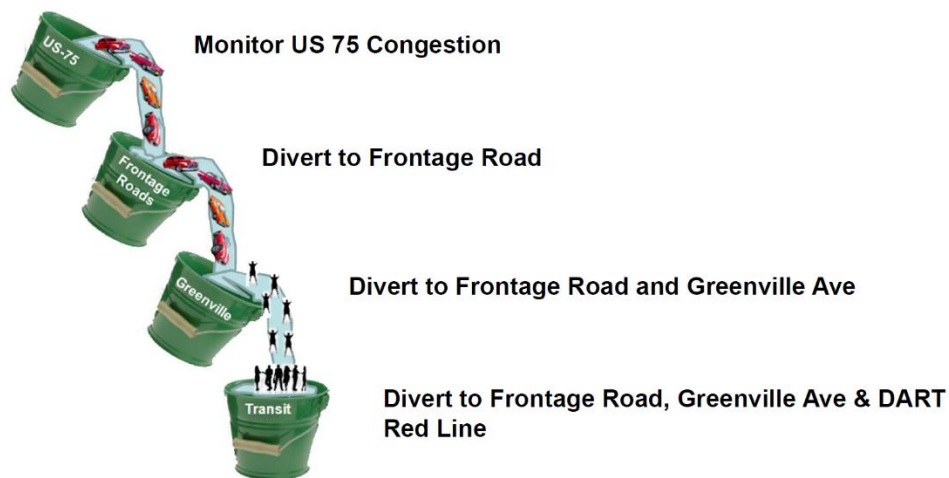 US-75
Monitor US 75 Congestion
Frontage
Roads
Divert to Frontage Road
Greenville
Divert to Frontage Road and Greenville Ave
Transit
Divert to Frontage Road, Greenville Ave & DART
Red Line